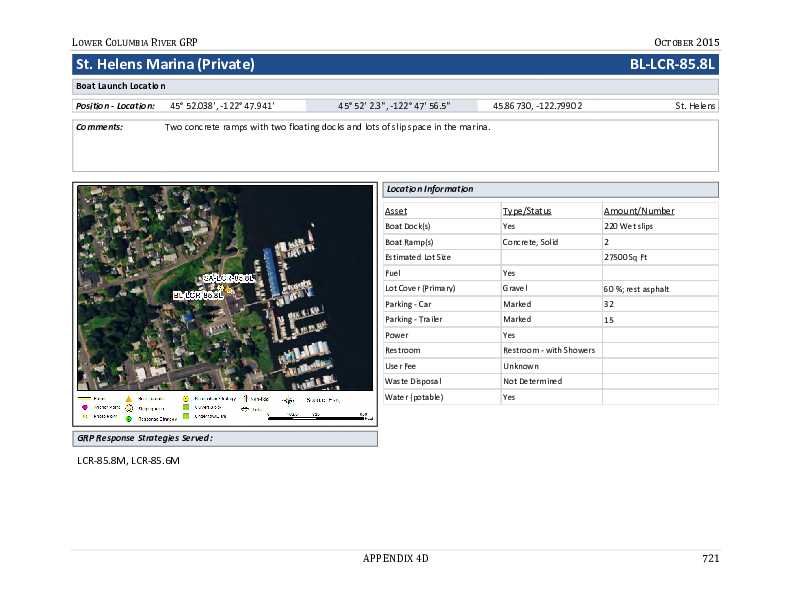 LOWER COLUMBIA RIVER GRP OCTOBER 2015
St. Helens Marina (Private) BL-LCR-85.8L
Boat Launch Location
Position - Location: 45° 52.038', -122° 47.941' 45° 52' 2.3", -122° 47' 56.5" 45.86730, -122.79902 St. Helens
Comments: Two concrete ramps with two floating docks and lots of slip space in the marina.
Location Information
Asset Type/Status Amount/Number
Boat Dock(s) Yes 220 Wet slips
Boat Ramp(s) Concrete, Solid 2
Estimated Lot Size 27500 Sq Ft
Fuel Yes
Lot Cover (Primary) Gravel 60 %; rest asphalt
Parking - Car Marked 32
Parking - Trailer Marked 15
Power Yes
Restroom Restroom - with Showers
User Fee Unknown
Waste Disposal Not Determined
Water (potable) Yes
BL-LCR-85.8L
GRP Response Strategies Served:
LCR-85.8M, LCR-85.6M
APPENDIX 4D 721